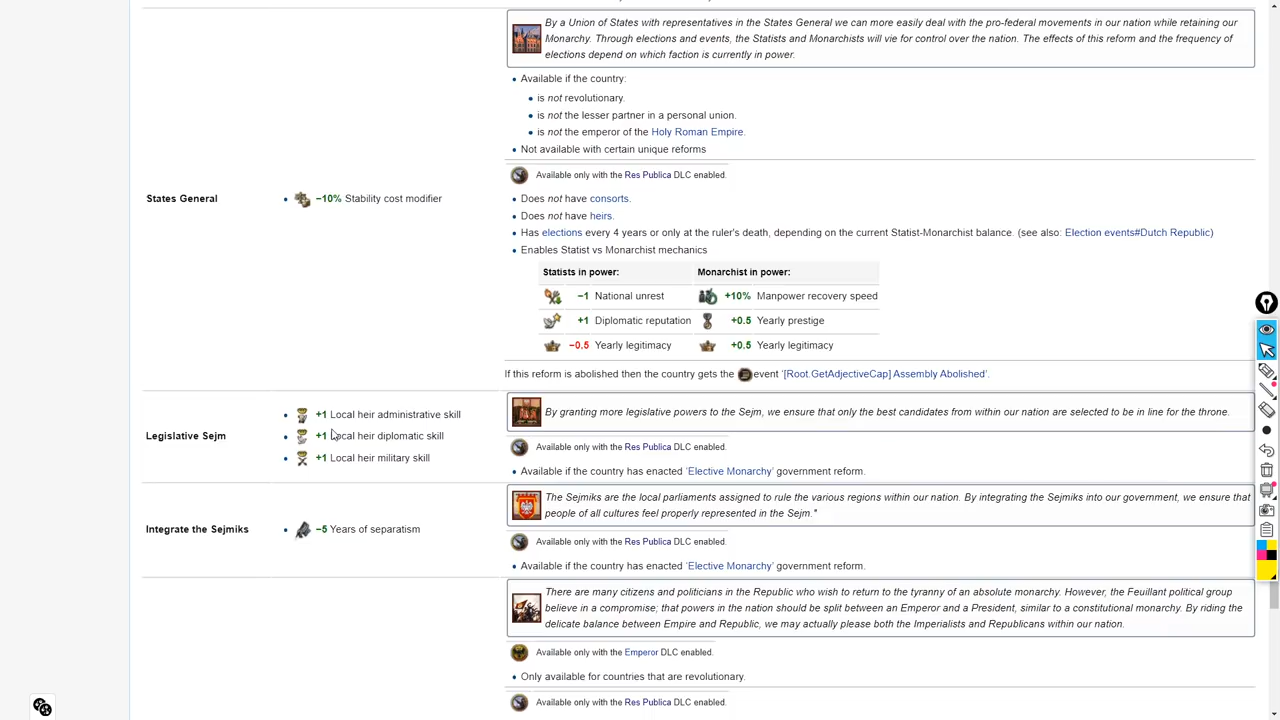 By a Union of States with representatives in the States General we can more easily deal with the pro-federal movements in our nation while retaining our
Monarchy. Through elections and events, the Statists and Monarchists will vie for control over the nation. The effects of this reform and the frequency of
elections depend on which faction is currently in power.
• Available if the country:
• is not revolutionary.
• is not the lesser partner in a personal union.
• is not the emperor of the Holy Roman Empire.
• Not available with certain unique reforms
Available only with the Res Publica DLC enabled.
States General
• −10% Stability cost modifier
• Does not have consorts.
• Does not have heirs.
• Has elections every 4 years or only at the ruler's death, depending on the current Statist-Monarchist balance. (see also: Election events#Dutch Republic)
• Enables Statist vs Monarchist mechanics
Statists in power: Monarchist in power:
−1 National unrest +10% Manpower recovery speed
+1 Diplomatic reputation +0.5 Yearly prestige
−0.5 Yearly legitimacy +0.5 Yearly legitimacy
If this reform is abolished then the country gets the event '[Root.GetAdjectiveCap] Assembly Abolished'.
Legislative Sejm
• +1 Local heir administrative skill
• +1 Local heir diplomatic skill
• +1 Local heir military skill
By granting more legislative powers to the Sejm, we ensure that only the best candidates from within our nation are selected to be in line for the throne.
Available only with the Res Publica DLC enabled.
• Available if the country has enacted 'Elective Monarchy' government reform.
Integrate the Sejmiks
• −5 Years of separatism
The Sejmiks are the local parliaments assigned to rule the various regions within our nation. By integrating the Sejmiks into our government, we ensure that
people of all cultures feel properly represented in the Sejm."
Available only with the Res Publica DLC enabled.
• Available if the country has enacted 'Elective Monarchy' government reform.
There are many citizens and politicians in the Republic who wish to return to the tyranny of an absolute monarchy. However, the Feuillant political group
believe in a compromise; that powers in the nation should be split between an Emperor and a President, similar to a constitutional monarchy. By riding the
delicate balance between Empire and Republic, we may actually please both the Imperialists and Republicans within our nation.
Available only with the Emperor DLC enabled.
• Only available for countries that are revolutionary.
Available only with the Res Publica DLC enabled.